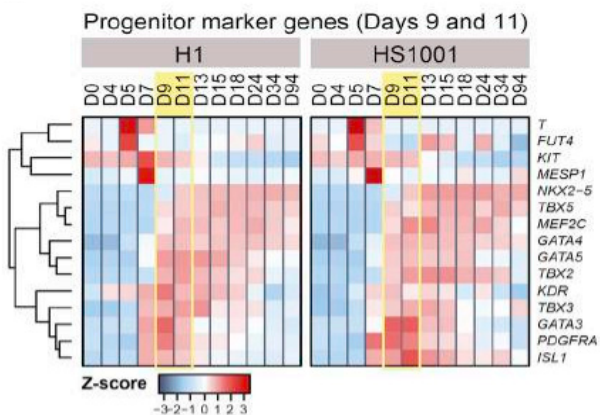 Progenitor marker genes (Days 9 and 11)
H1 HS1001
D0 D4 D5 D7 D9 D11 D13 D15 D18 D24 D34 D94 D0 D4 D5 D7 D9 D11 D13 D15 D18 D24 D34 D94
T
FUT4
KIT
MESP1
NKX2-5
TBX5
MEF2C
GATA4
GATA5
TBX2
KDR
TBX3
GATA3
PDGFRA
ISL1
Z-score
-3 -2 -1 0 1 2 3